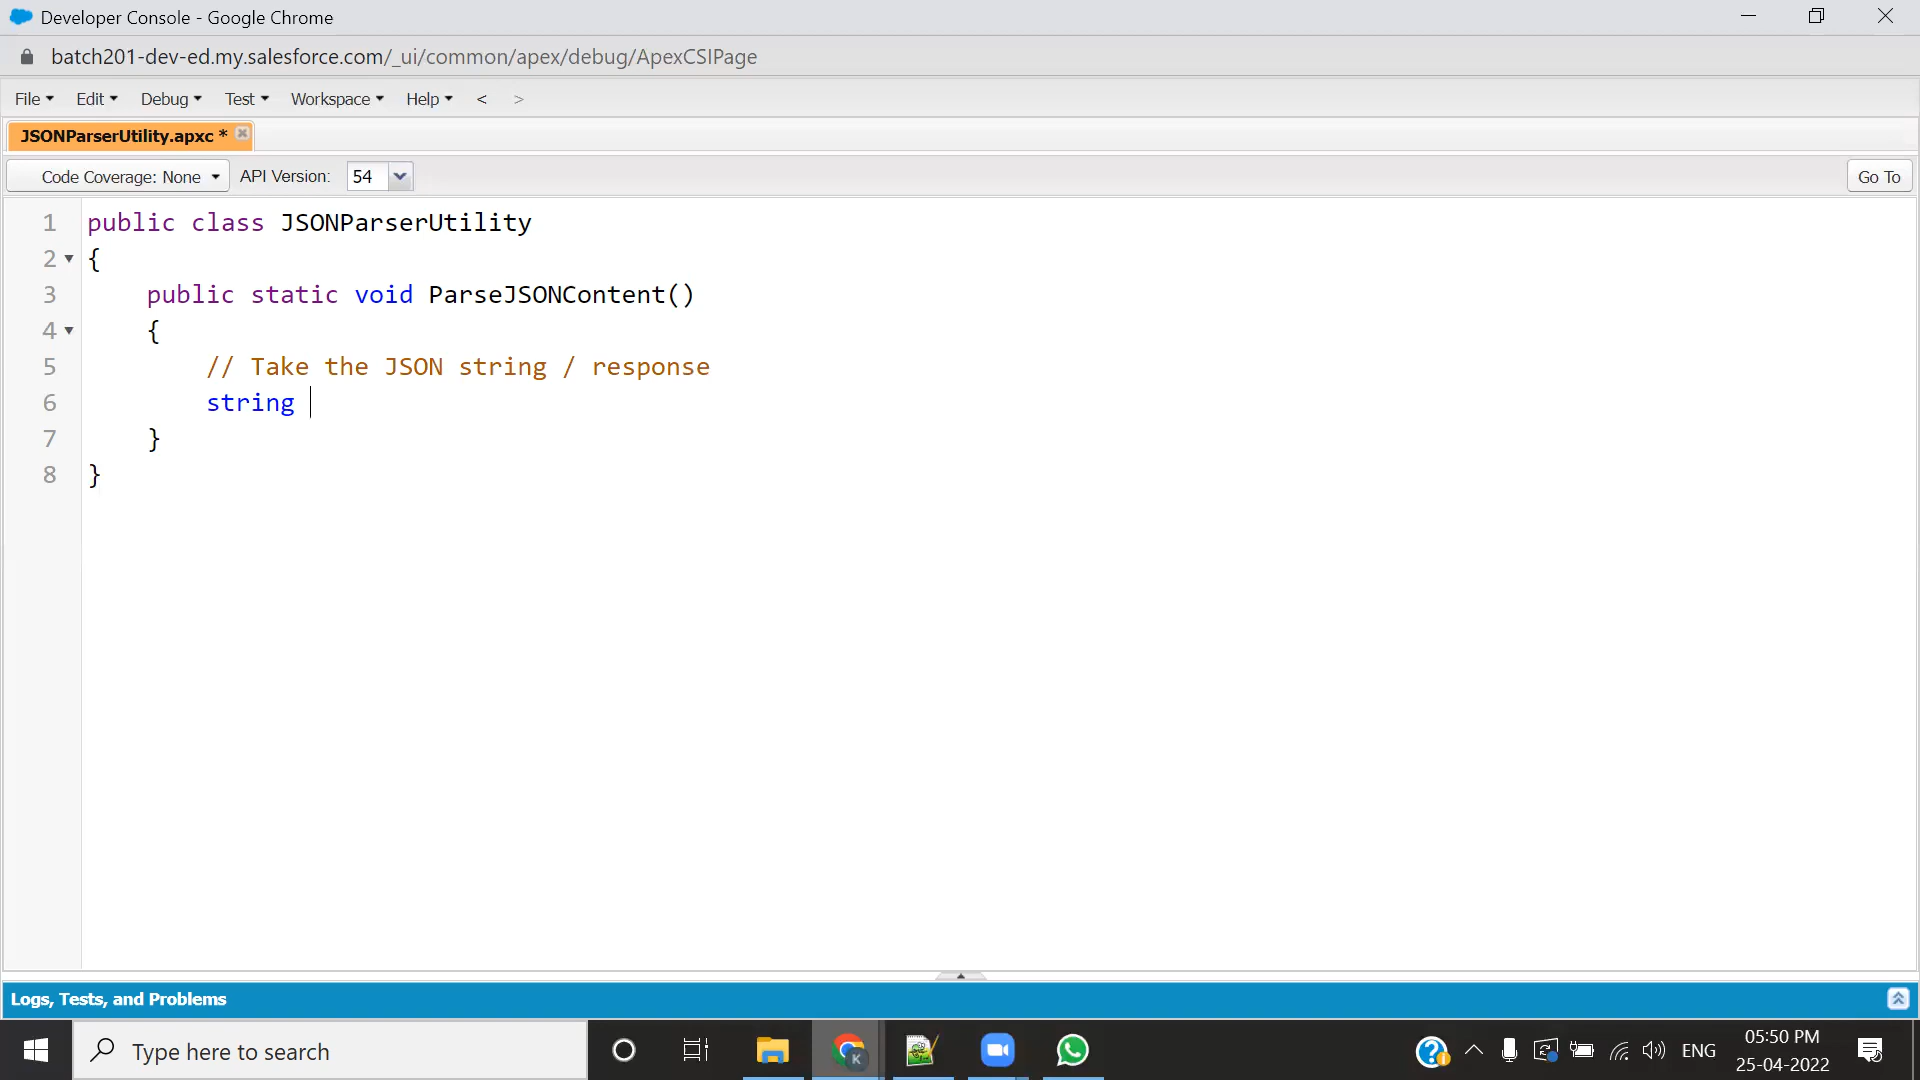 Developer Console - Google Chrome
batch201-dev-ed.my.salesforce.com/_ui/common/apex/debug/ApexCSIPage
File Edit Debug Test Workspace Help < >
JSONParserUtility.apxc *
Code Coverage: None API Version: 54 Go To
1 public class JSONParserUtility
2 {
3 public static void ParseJSONContent()
4 {
5 // Take the JSON string / response
6 string
7 }
8 }
Logs, Tests, and Problems
Type here to search
K
ENG
05:50 PM
25-04-2022